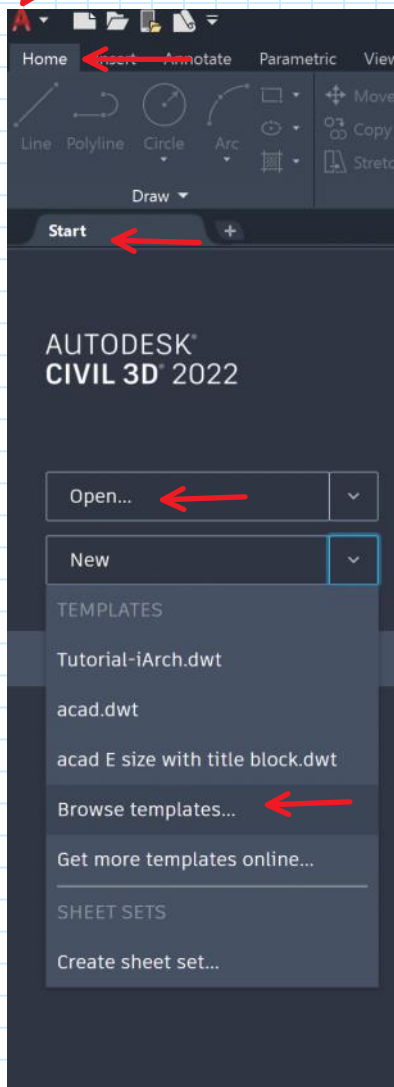 Home Insert Annotate Parametric View
Move
Copy
Stretc
Line Polyline Circle Arc
Draw
Start
AUTODESK®
CIVIL 3D® 2022
Open...
New
TEMPLATES
Tutorial-iArch.dwt
acad.dwt
acad E size with title block.dwt
Browse templates...
Get more templates online...
SHEET SETS
Create sheet set...